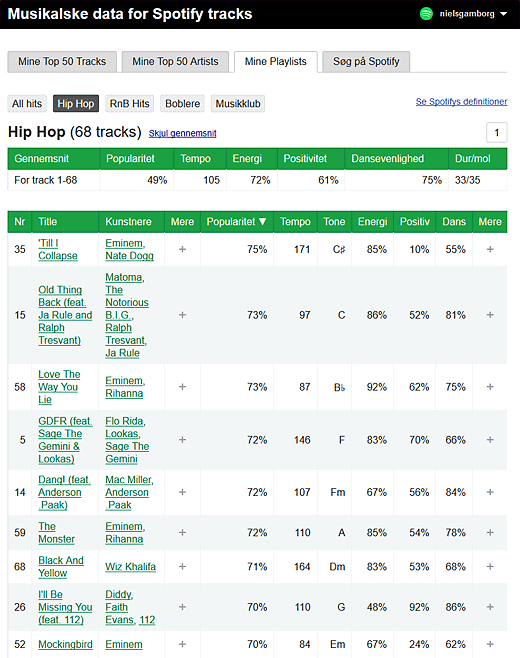 Musikalske data for Spotify tracks
nielsgamborg
Mine Top 50 Tracks Mine Top 50 Artists Mine Playlists Søg på Spotify
All hits Hip Hop RnB Hits Boblere Musikklub Se Spotifys definitioner
Hip Hop (68 tracks) Skjul gennemsnit 1
Gennemsnit Popularitet Tempo Energi Positivitet Dansevenlighed Dur/mol
For track 1-68 49% 105 72% 61% 75% 33/35
Nr Title Kunstnere Mere Popularitet ▼ Tempo Tone Energi Positiv Dans Mere
35 'Till I Eminem, + 75% 171 C♯ 85% 10% 55% +
Collapse Nate Dogg
Matoma,
Old Thing The
Back (feat. Notorious
15 Ja Rule and B.I.G., + 73% 97 C 86% 52% 81% +
Ralph Ralph
Tresvant) Tresvant,
Ja Rule
Love The
58 Way You Eminem, + 73% 87 B♭ 92% 62% 75% +
Lie Rihanna
GDFR (feat. Flo Rida,
5 Sage The Lookas, + 72% 146 F 83% 70% 66% +
Gemini & Sage The
Lookas) Gemini
Dang! (feat. Mac Miller,
14 Anderson Anderson + 72% 107 Fm 67% 56% 84% +
.Paak) .Paak
59 The Eminem, + 72% 110 A 85% 54% 78% +
Monster Rihanna
68 Black And Wiz Khalifa + 71% 164 Dm 83% 53% 68% +
Yellow
I'll Be Diddy,
26 Missing You Faith + 70% 110 G 48% 92% 86% +
(feat. 112) Evans, 112
52 Mockingbird Eminem + 70% 84 Em 67% 24% 62% +